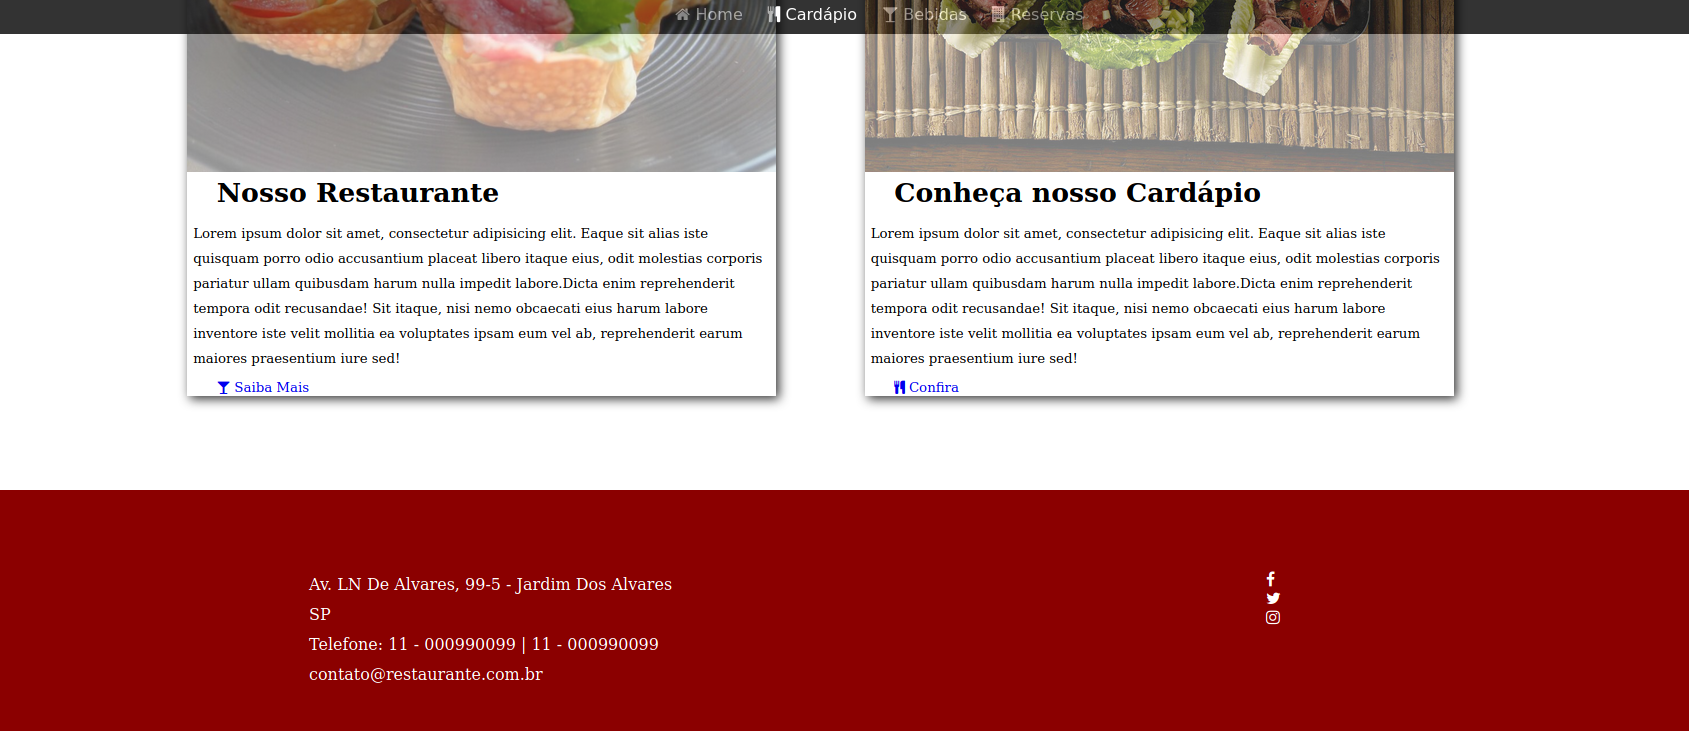 Home Cardápio Bebidas Reservas
Nosso Restaurante
Lorem ipsum dolor sit amet, consectetur adipisicing elit. Eaque sit alias iste
quisquam porro odio accusantium placeat libero itaque eius, odit molestias corporis
pariatur ullam quibusdam harum nulla impedit labore.Dicta enim reprehenderit
tempora odit recusandae! Sit itaque, nisi nemo obcaecati eius harum labore
inventore iste velit mollitia ea voluptates ipsam eum vel ab, reprehenderit earum
maiores praesentium iure sed!
Saiba Mais
Conheça nosso Cardápio
Lorem ipsum dolor sit amet, consectetur adipisicing elit. Eaque sit alias iste
quisquam porro odio accusantium placeat libero itaque eius, odit molestias corporis
pariatur ullam quibusdam harum nulla impedit labore.Dicta enim reprehenderit
tempora odit recusandae! Sit itaque, nisi nemo obcaecati eius harum labore
inventore iste velit mollitia ea voluptates ipsam eum vel ab, reprehenderit earum
maiores praesentium iure sed!
Confira
Av. LN De Alvares, 99-5 - Jardim Dos Alvares
SP
Telefone: 11 - 000990099 | 11 - 000990099
contato@restaurante.com.br